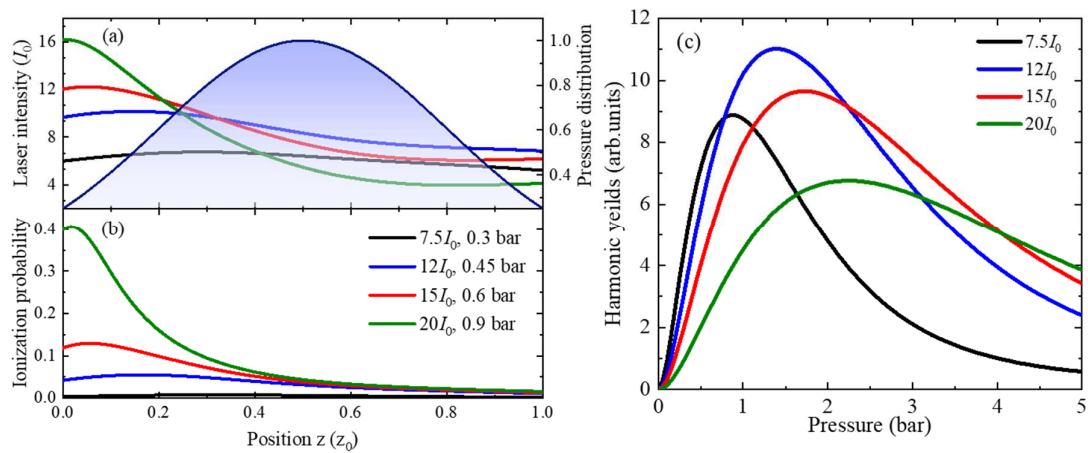 (a)
Laser intensity (I0)
16
12
8
4
Pressure distribution
1.0
0.8
0.6
0.4
(b)
Ionization probability
0.4
0.3
0.2
0.1
0.0
7.5I0, 0.3 bar
12I0, 0.45 bar
15I0, 0.6 bar
20I0, 0.9 bar
0.0 0.2 0.4 0.6 0.8 1.0
Position z (z0)
(c)
Harmonic yeilds (arb.units)
12
10
8
6
4
2
0
7.5I0
12I0
15I0
20I0
0 1 2 3 4 5
Pressure (bar)